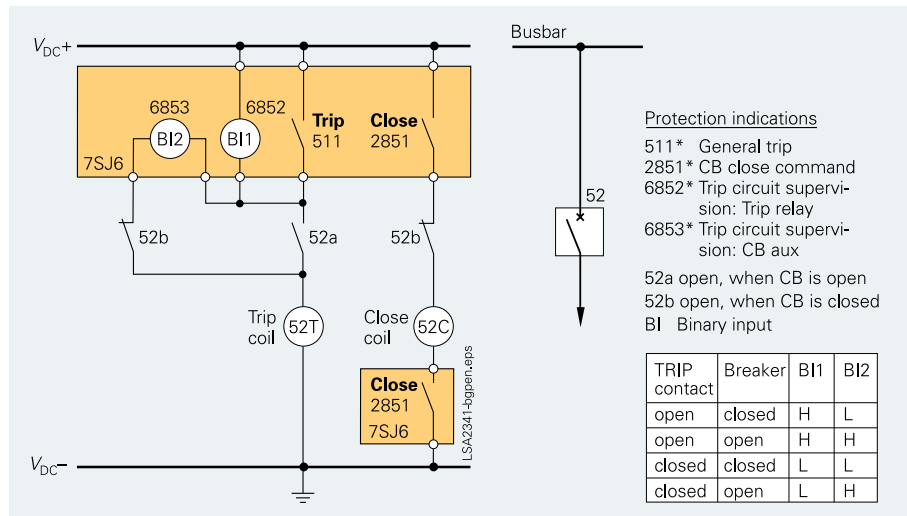 V DC+
Busbar
6853
6852
BI2
BI1
Trip
511
Close
2851
7SJ6
52b
52a
52b
Trip
coil
52T
Close
coil
52C
Close
2851
7SJ6
LSA2341-bgpen.eps
V DC–
52
Protection indications
511* General trip
2851* CB close command
6852* Trip circuit supervi-
sion: Trip relay
6853* Trip circuit supervi-
sion: CB aux
52a open, when CB is open
52b open, when CB is closed
BI Binary input
TRIP contact Breaker BI1 BI2
open closed H L
open open H H
closed closed L L
closed open L H